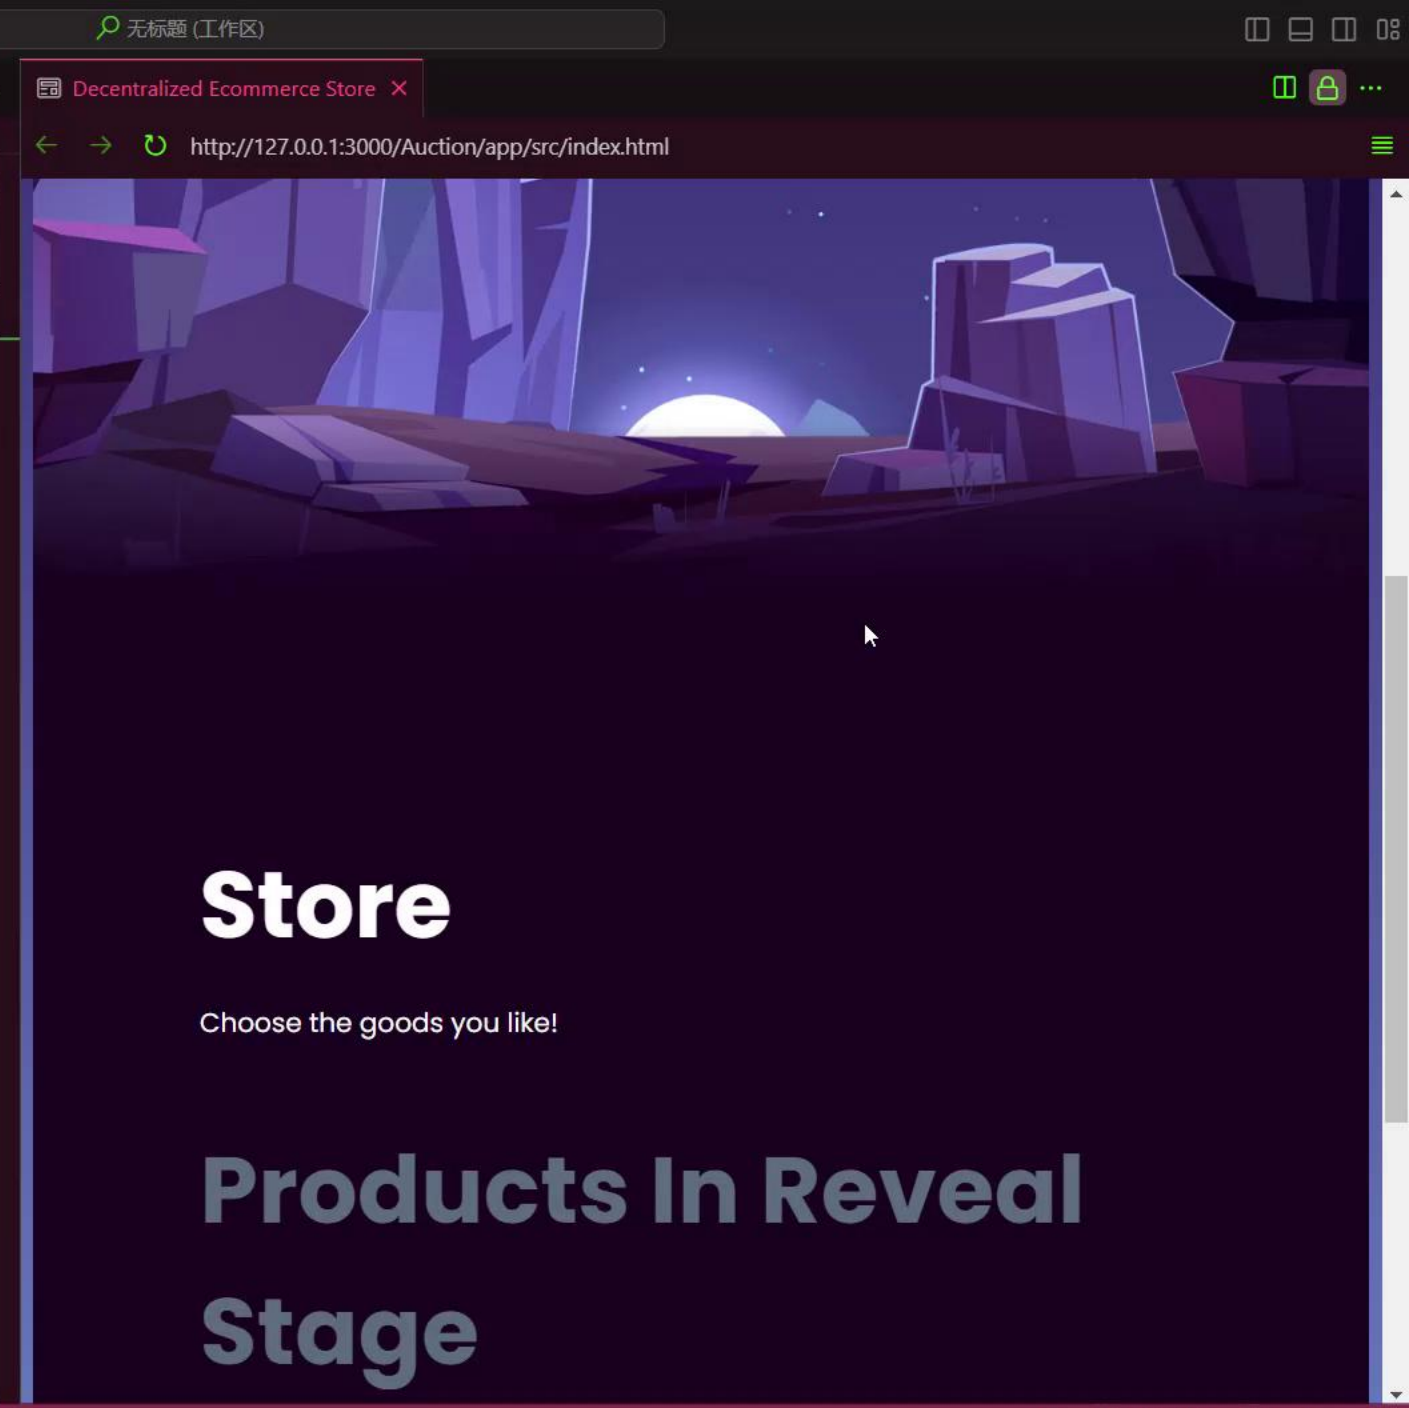 无标题 (工作区)
Decentralized Ecommerce Store
http://127.0.0.1:3000/Auction/app/src/index.html
Store
Choose the goods you like!
Products In Reveal
Stage